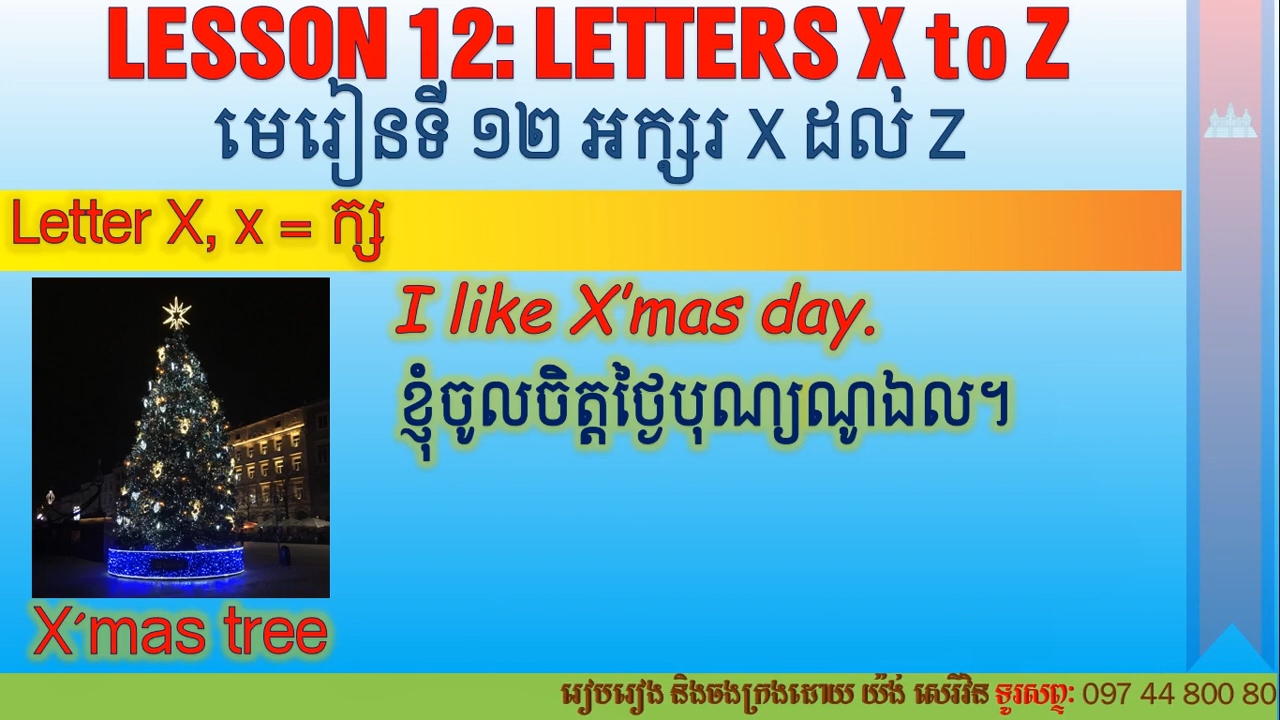 LESSON 12: LETTERS X to Z
មេរៀនទី ១២ អក្សរ X ដល់ Z
Letter X, x = ក្ស
I like X'mas day.
ខ្ញុំចូលចិត្តថ្ងៃបុណ្យណូឯល។
X'mas tree
រៀបរៀង និងចងក្រងដោយ យ៉ង់ សេរីវិន ទូរសព្ទ: 097 44 800 80